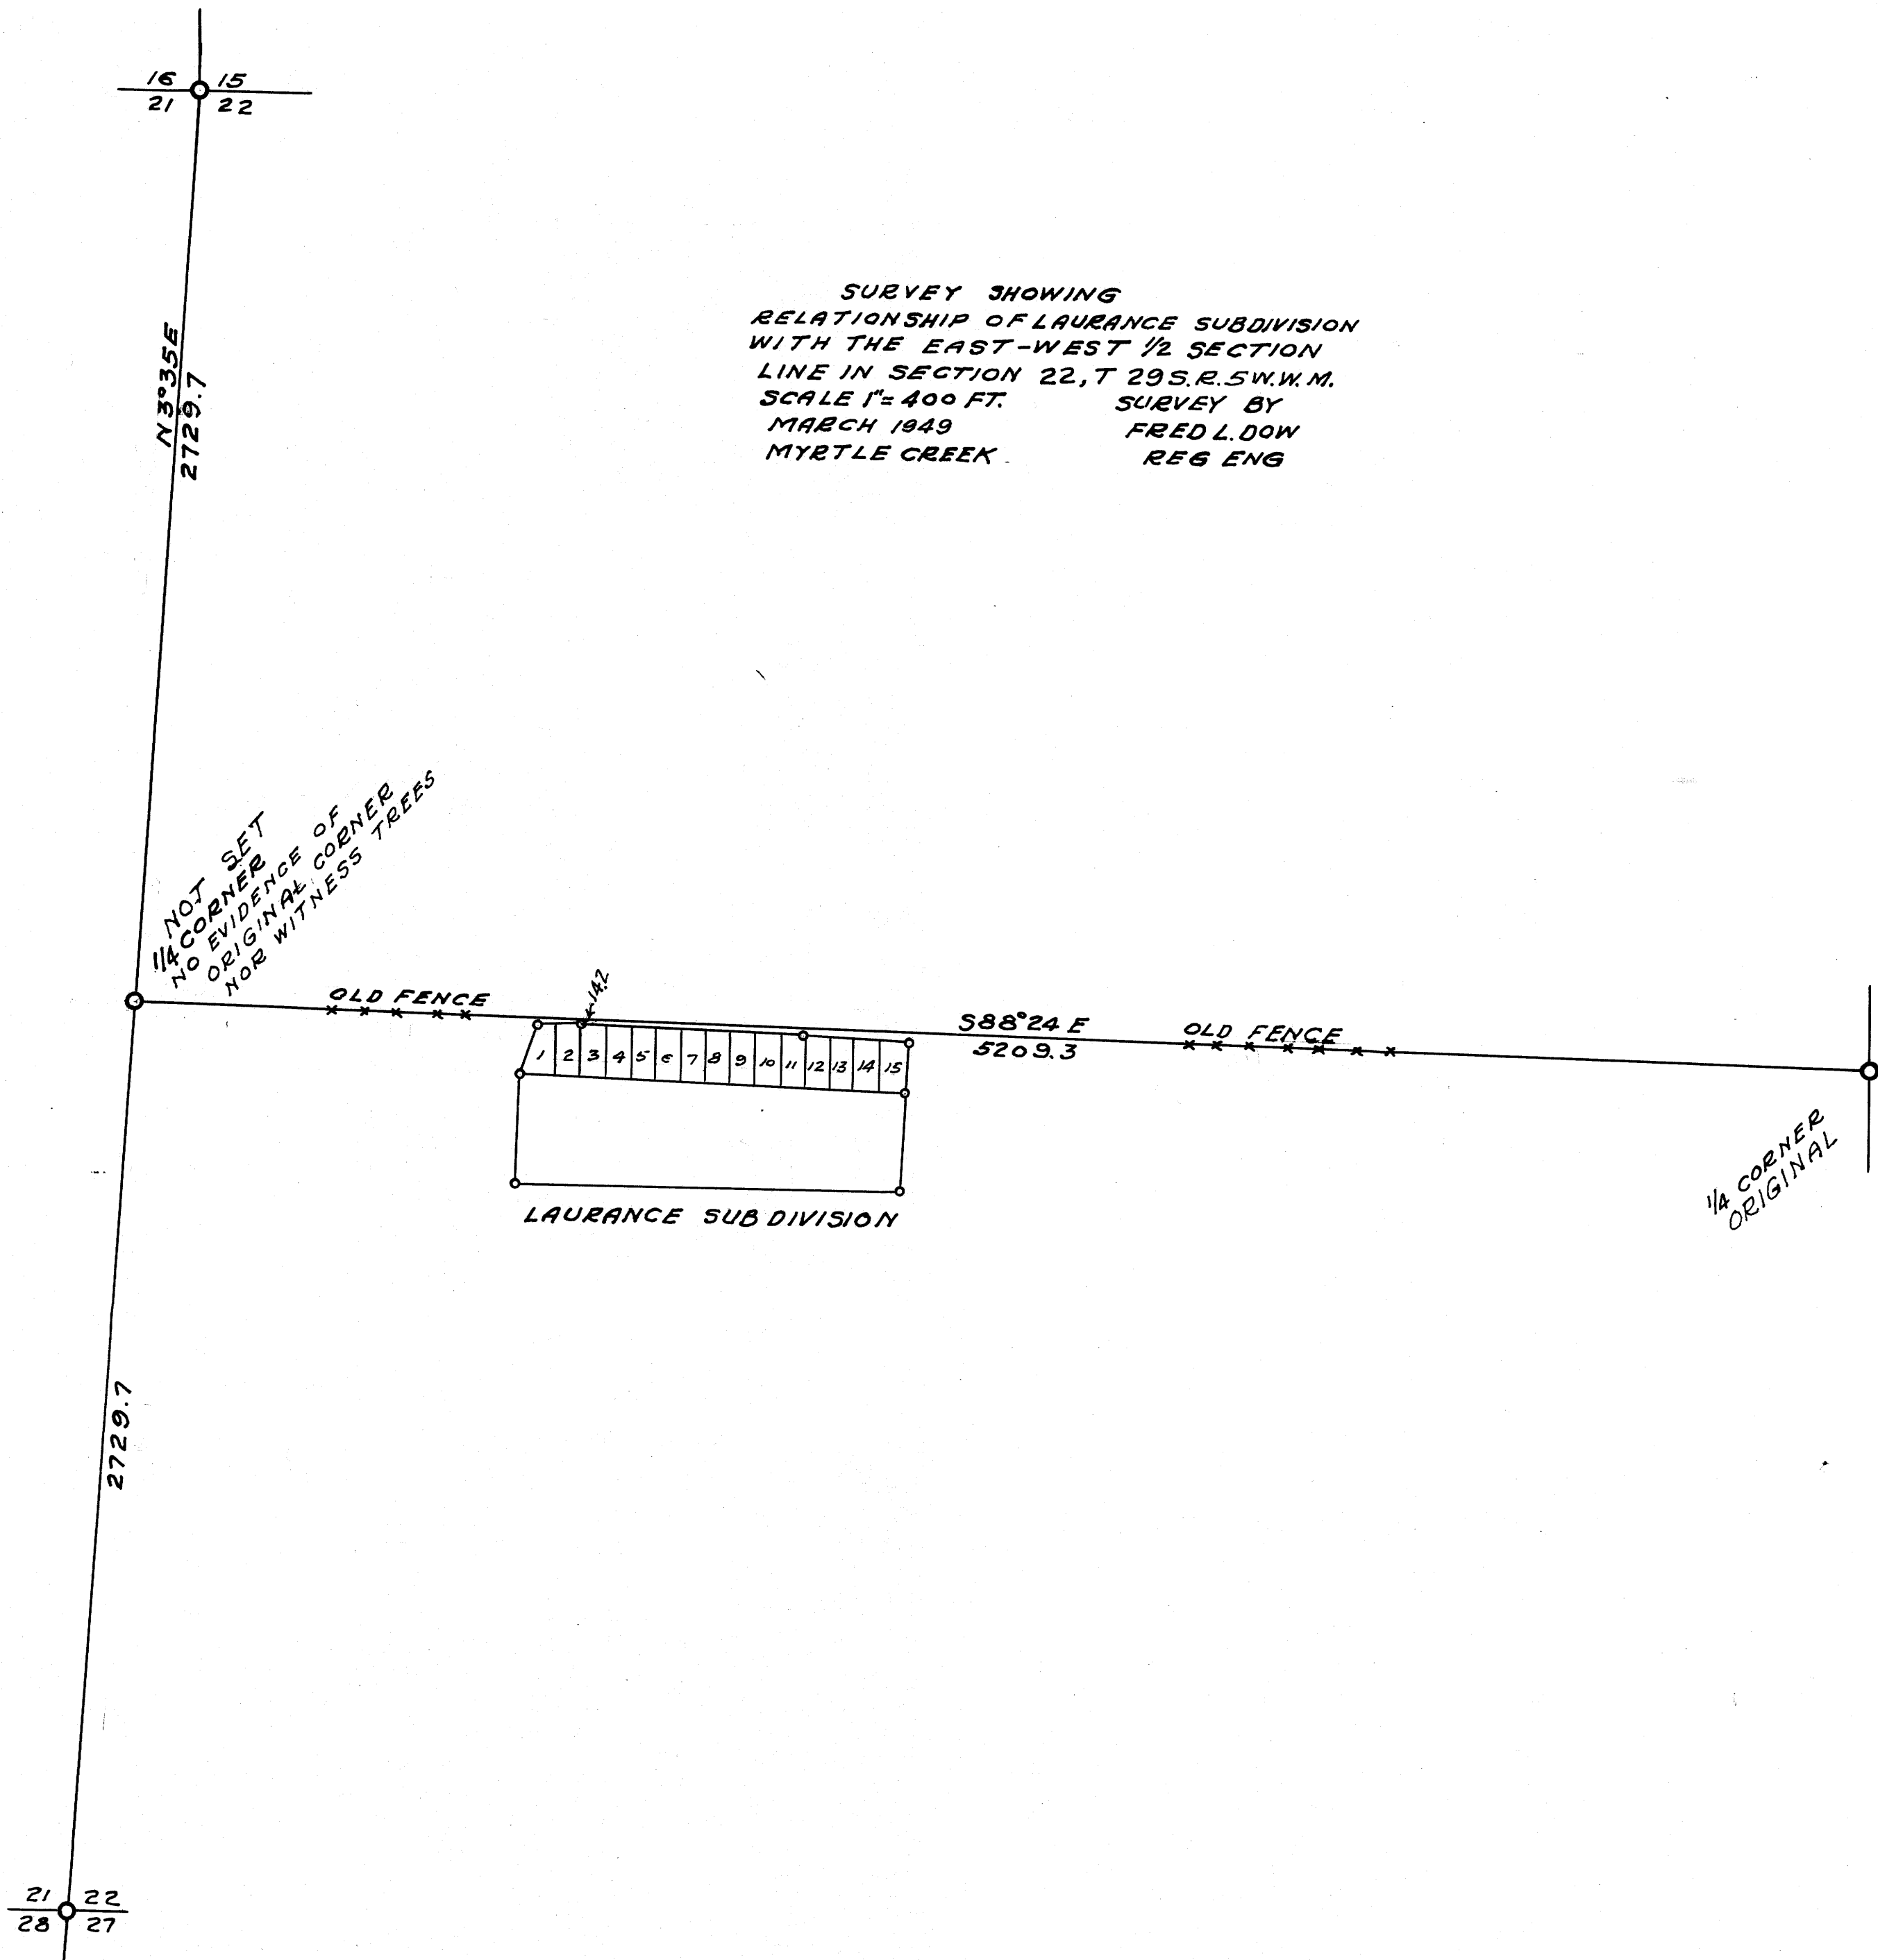 16 15
21 22
SURVEY SHOWING
RELATIONSHIP OF LAURANCE SUBDIVISION
WITH THE EAST-WEST 1/2 SECTION
LINE IN SECTION 22, T 29 S. R. 5 W. W. M.
SCALE 1"= 400 FT.
SURVEY BY
MARCH 1949
FRED L. DOW
MYRTLE CREEK
REG ENG
N 3°35 E
2729.7
NOT SET
1/4 CORNER
NO EVIDENCE OF
ORIGINAL CORNER
NOR WITNESS TREES
OLD FENCE
14.2
S88°24 E
5209.3
OLD FENCE
1 2 3 4 5 6 7 8 9 10 11 12 13 14 15
1/4 CORNER
ORIGINAL
LAURANCE SUB DIVISION
2729.7
21 22
28 27